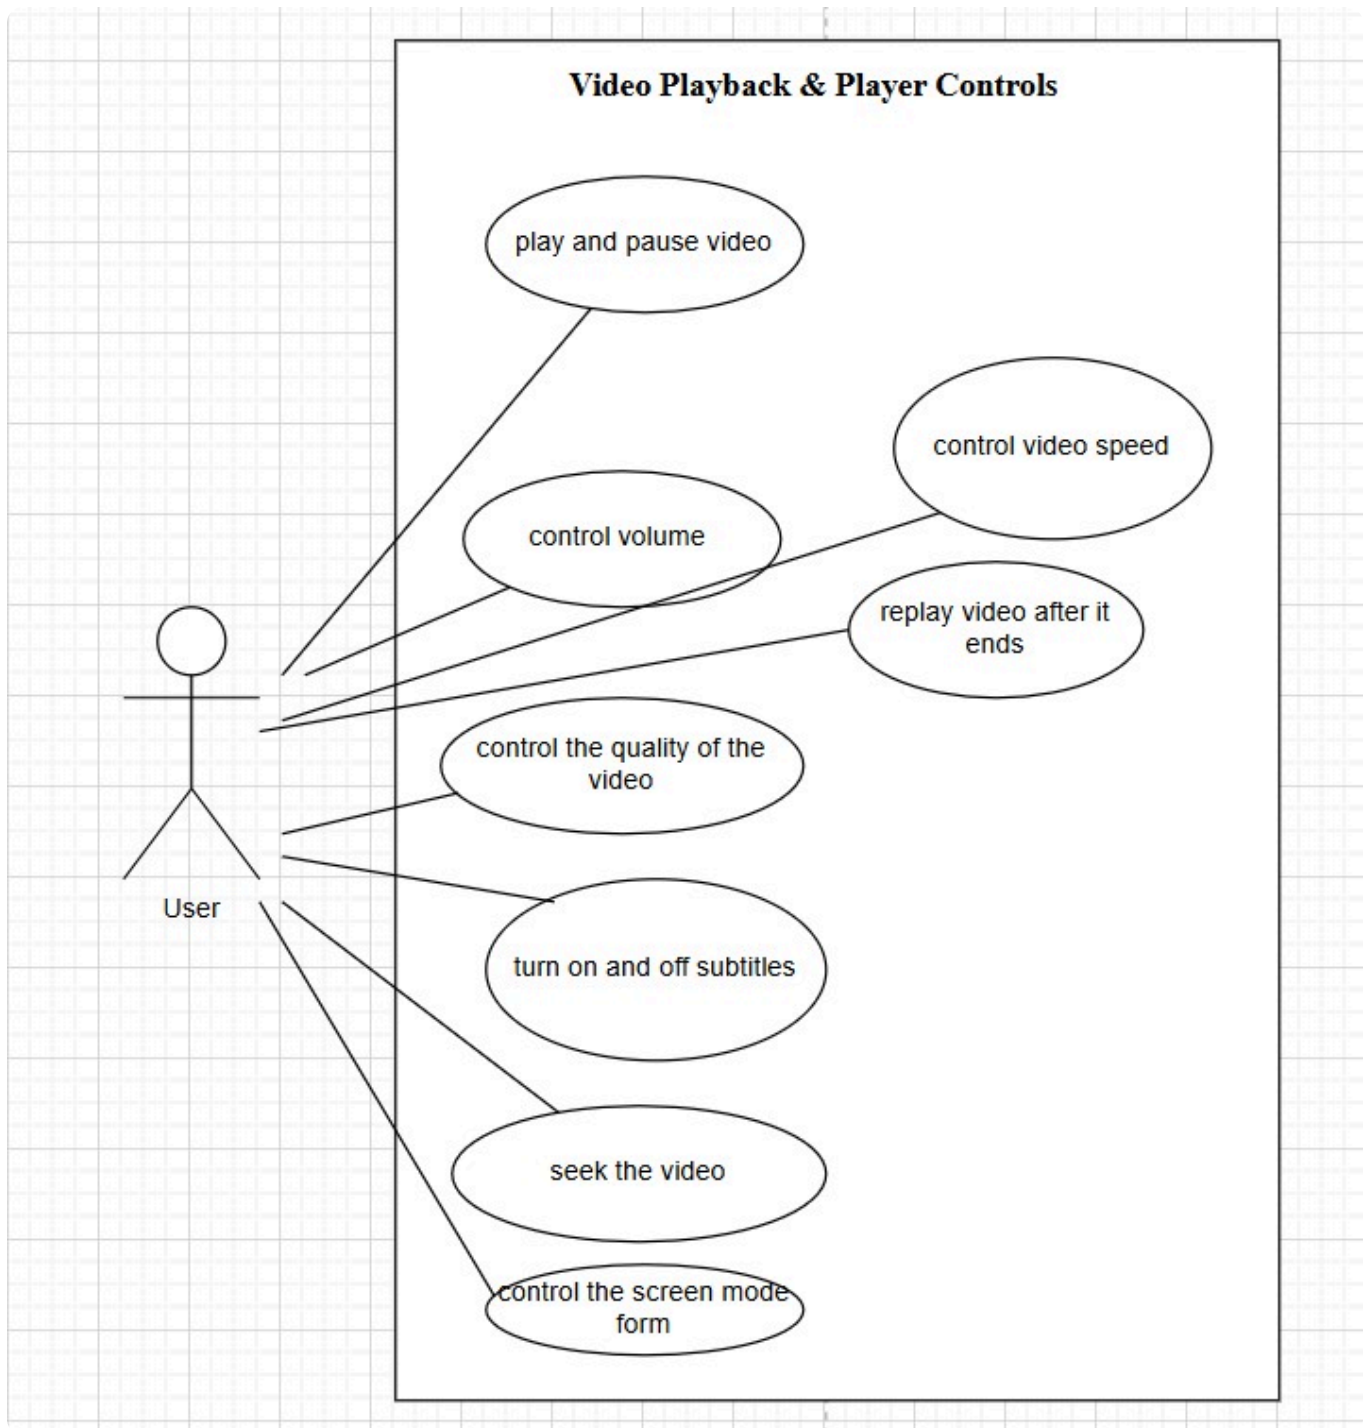 Video Playback & Player Controls
play and pause video
control video speed
control volume
replay video after it
ends
control the quality of the
video
User
turn on and off subtitles
seek the video
control the screen mode
form